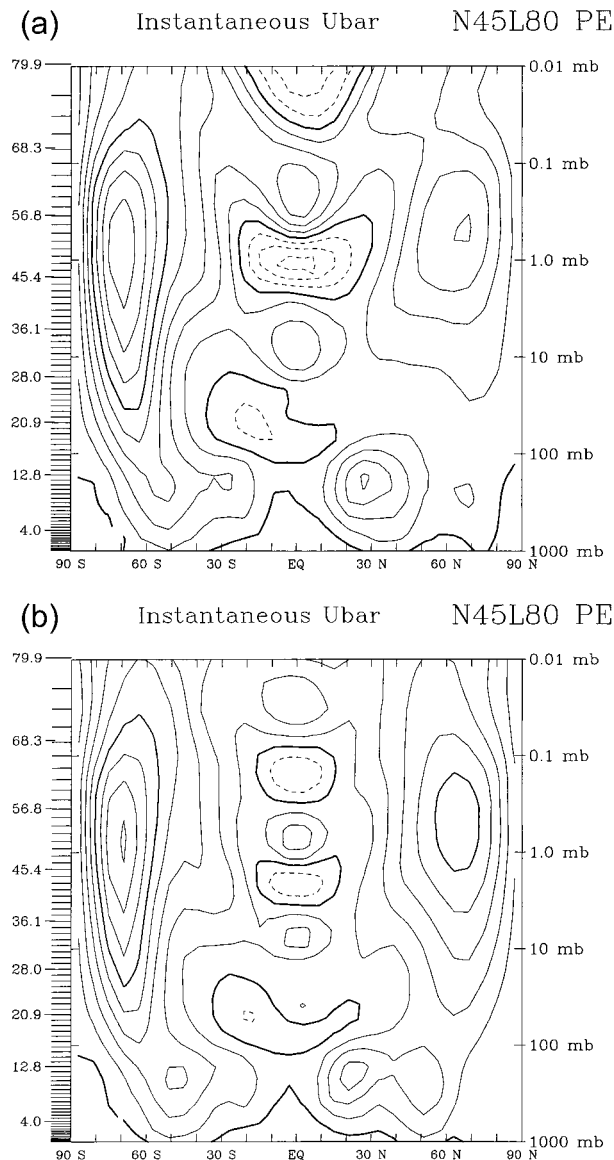 (a) Instantaneous Ubar N45L80 PE
79.9 0.01 mb
68.3 0.1 mb
56.8
45.4 1.0 mb
36.1
28.0 10 mb
20.9
12.8 100 mb
4.0
1000 mb
90 S 60 S 30 S EQ 30 N 60 N 90 N
(b) Instantaneous Ubar N45L80 PE
79.9 0.01 mb
68.3 0.1 mb
56.8
45.4 1.0 mb
36.1
28.0 10 mb
20.9
12.8 100 mb
4.0
1000 mb
90 S 60 S 30 S EQ 30 N 60 N 90 N